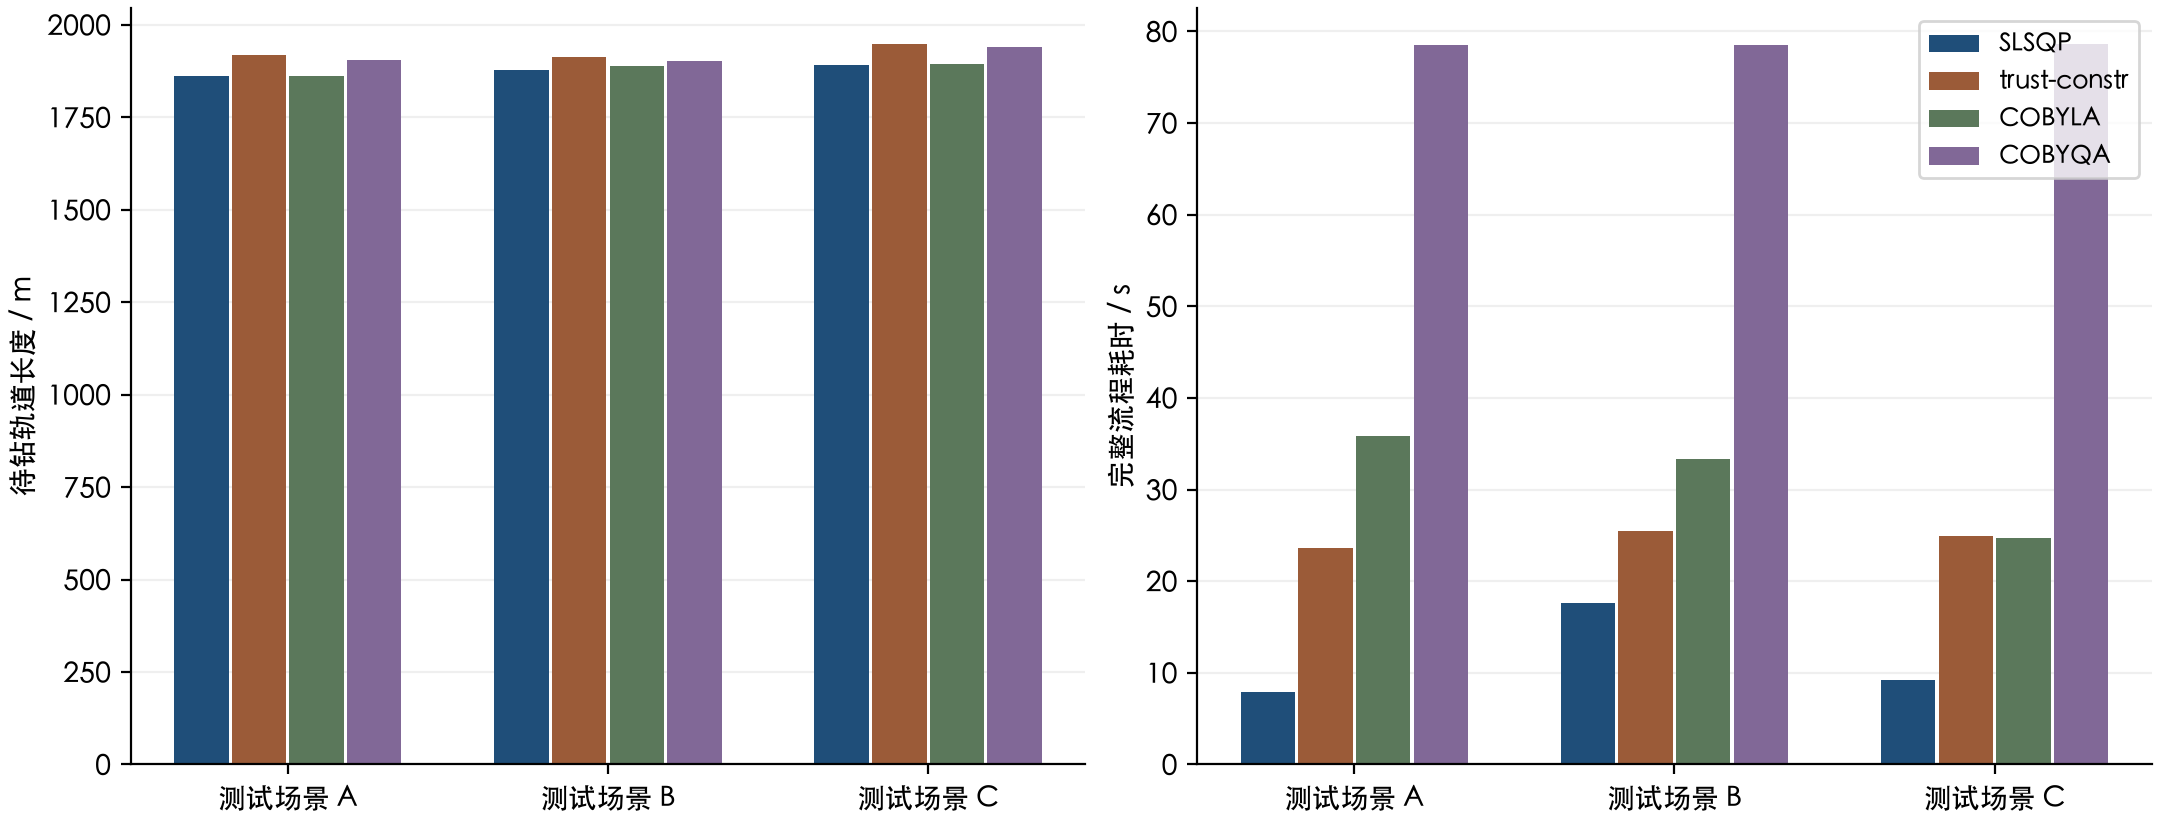 待钻轨道长度 / m
2000
1750
1500
1250
1000
750
500
250
0
测试场景 A
测试场景 B
测试场景 C
完整流程耗时 / s
80
70
60
50
40
30
20
10
0
测试场景 A
测试场景 B
测试场景 C
SLSQP
trust-constr
COBYLA
COBYQA